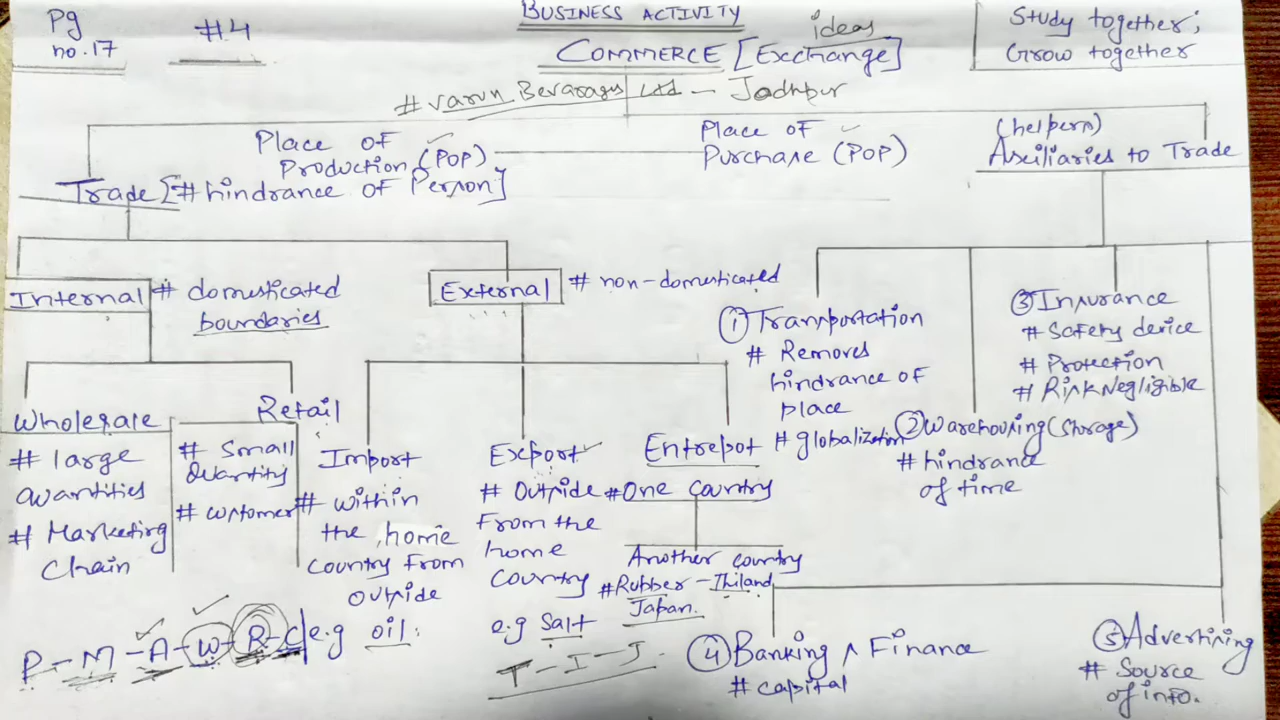 Pg
no.17
#4
BUSINESS ACTIVITY
ideas
COMMERCE [Exchange]
Study together;
Grow together
#varun Bevarages Ltd - Jodhpur
Place of
Production (POP)
Place of
Purchase (POP)
(helpers)
Auxiliaries to Trade
Trade [#hindrance of Person]
Internal # domesticated
boundaries
External # non-domesticated
① Transportation
# Removes
hindrance of
place
# globalization
③ Insurance
# Safety device
# Protection
# Risk Negligible
Wholesale
# large
quantities
# Marketing
Chain
Retail
# Small
Quantity
# customer
Import
# within
the home
country from
outside
e.g oil.
Export
# Outside
from the
home
country
e.g Salt
Entrepot
#One country
Another country
#Rubber - Thiland
Japan.
② Warehousing (Storage)
# hindrance
of time
P-M-A-W-R-C
T-I-J
④ Banking ^ Finance
# capital
⑤ Advertising
# Source
of info.